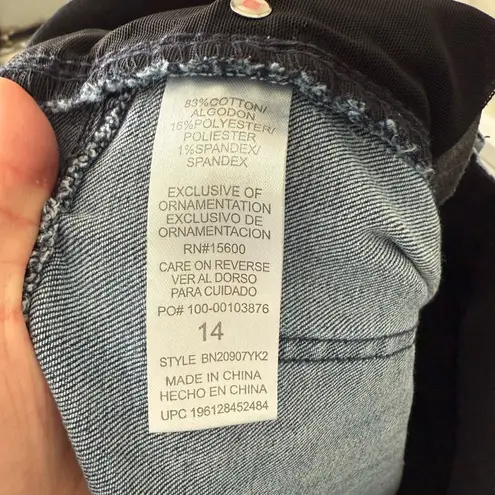 83%COTTON/
ALGODON
16%POLYESTER/
POLIESTER
1%SPANDEX/
SPANDEX
EXCLUSIVE OF
ORNAMENTATION
EXCLUSIVO DE
ORNAMENTACION
RN#15600
CARE ON REVERSE
VER AL DORSO
PARA CUIDADO
PO# 100-00103876
14
STYLE BN20907YK2
MADE IN CHINA
HECHO EN CHINA
UPC 196128452484